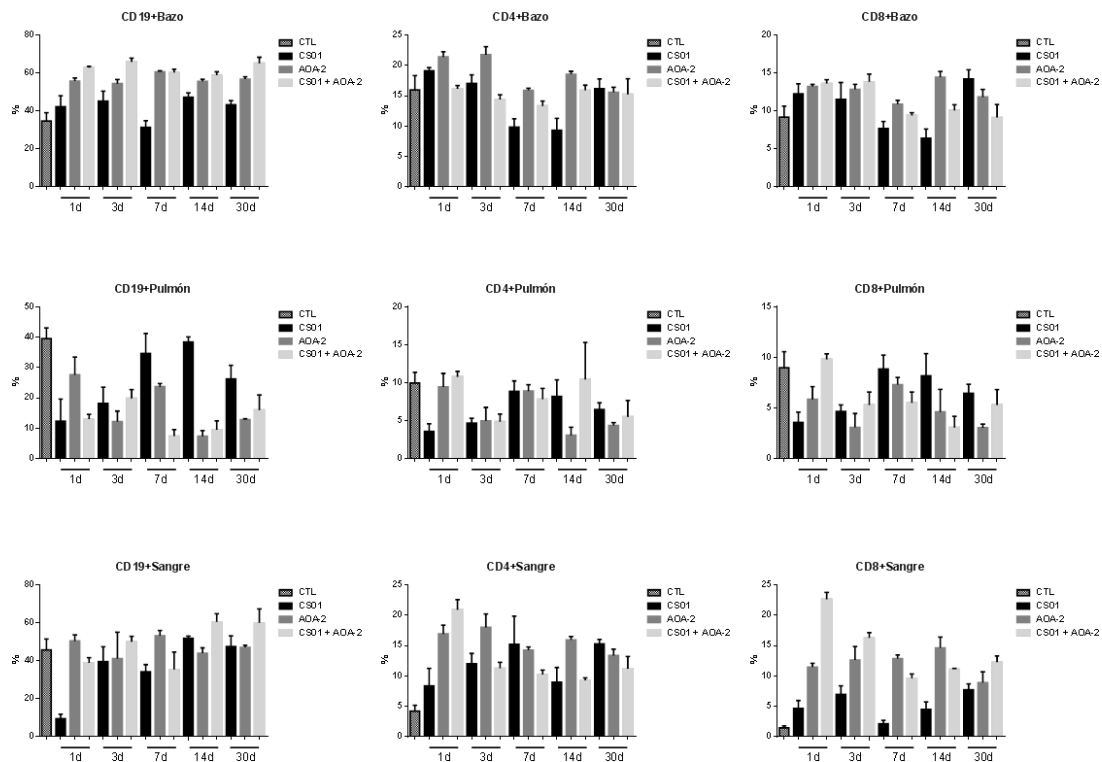 CD19+Bazo
80
60
40
20
0
%
1d
3d
7d
14d
30d
CTL
CS01
AOA-2
CS01 + AOA-2
CD4+Bazo
25
20
15
10
5
0
%
1d
3d
7d
14d
30d
CTL
CS01
AOA-2
CS01 + AOA-2
CD8+Bazo
20
15
10
5
0
%
1d
3d
7d
14d
30d
CTL
CS01
AOA-2
CS01 + AOA-2
CD19+Pulmón
50
40
30
20
10
0
%
1d
3d
7d
14d
30d
CTL
CS01
AOA-2
CS01 + AOA-2
CD4+Pulmón
20
15
10
5
0
%
1d
3d
7d
14d
30d
CTL
CS01
AOA-2
CS01 + AOA-2
CD8+Pulmón
15
10
5
0
%
1d
3d
7d
14d
30d
CTL
CS01
AOA-2
CS01 + AOA-2
CD19+Sangre
80
60
40
20
0
%
1d
3d
7d
14d
30d
CTL
CS01
AOA-2
CS01 + AOA-2
CD4+Sangre
25
20
15
10
5
0
%
1d
3d
7d
14d
30d
CTL
CS01
AOA-2
CS01 + AOA-2
CD8+Sangre
25
20
15
10
5
0
%
1d
3d
7d
14d
30d
CTL
CS01
AOA-2
CS01 + AOA-2